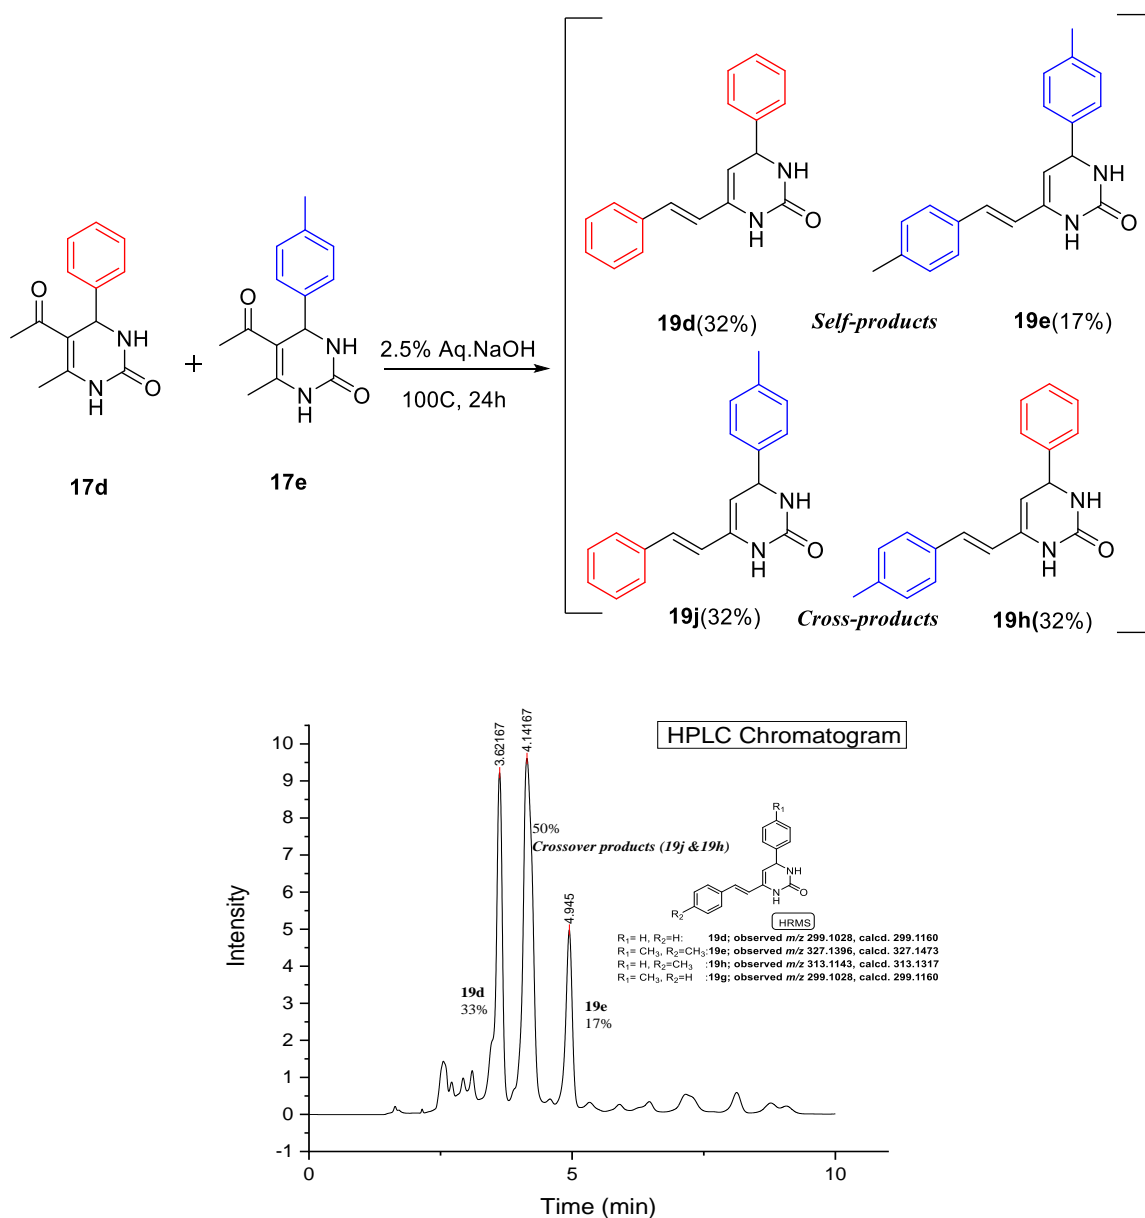 O
NH
N
H
O
17d
+
O
NH
N
H
O
17e
2.5% Aq.NaOH
100C, 24h
NH
N
H
O
19d(32%)
Self-products
NH
N
H
O
19e(17%)
NH
N
H
O
19j(32%)
Cross-products
NH
N
H
O
19h(32%)
HPLC Chromatogram
3.62167
4.14167
4.945
50%
Crossover products (19j &19h)
19d
33%
19e
17%
R1
NH
N
H
O
R2
HRMS
R1= H, R2=H: 19d; observed m/z 299.1028, calcd. 299.1160
R1= CH3, R2=CH3:19e; observed m/z 327.1396, calcd. 327.1473
R1= H, R2=CH3 :19h; observed m/z 313.1143, calcd. 313.1317
R1= CH3, R2=H :19g; observed m/z 299.1028, calcd. 299.1160
Intensity
10
9
8
7
6
5
4
3
2
1
0
-1
0
5
10
Time (min)